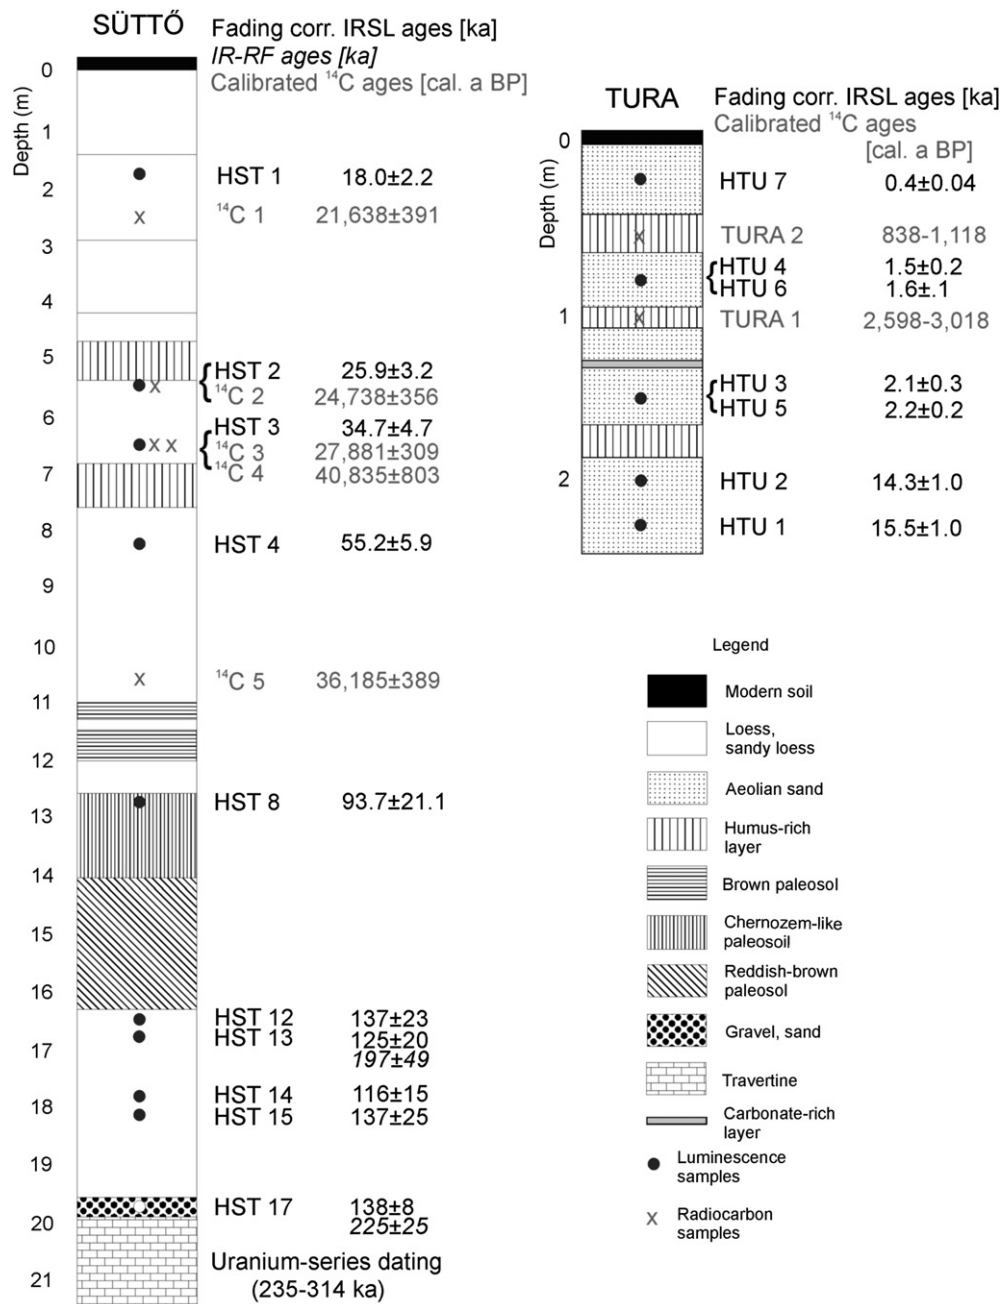 SÜTTŐ
Fading corr. IRSL ages [ka]
IR-RF ages [ka]
Calibrated ¹⁴C ages [cal. a BP]
Depth (m)
0
1
2
3
4
5
6
7
8
9
10
11
12
13
14
15
16
17
18
19
20
21
HST 1 18.0±2.2
¹⁴C 1 21,638±391
HST 2 25.9±3.2
¹⁴C 2 24,738±356
HST 3 34.7±4.7
¹⁴C 3 27,881±309
¹⁴C 4 40,835±803
HST 4 55.2±5.9
¹⁴C 5 36,185±389
HST 8 93.7±21.1
HST 12 137±23
HST 13 125±20
197±49
HST 14 116±15
HST 15 137±25
HST 17 138±8
225±25
Uranium-series dating
(235-314 ka)
TURA
Fading corr. IRSL ages [ka]
Calibrated ¹⁴C ages
[cal. a BP]
Depth (m)
0
1
2
HTU 7 0.4±0.04
TURA 2 838-1,118
HTU 4 1.5±0.2
HTU 6 1.6±.1
TURA 1 2,598-3,018
HTU 3 2.1±0.3
HTU 5 2.2±0.2
HTU 2 14.3±1.0
HTU 1 15.5±1.0
Legend
Modern soil
Loess,
sandy loess
Aeolian sand
Humus-rich
layer
Brown paleosol
Chernozem-like
paleosoil
Reddish-brown
paleosol
Gravel, sand
Travertine
Carbonate-rich
layer
Luminescence
samples
x Radiocarbon
samples